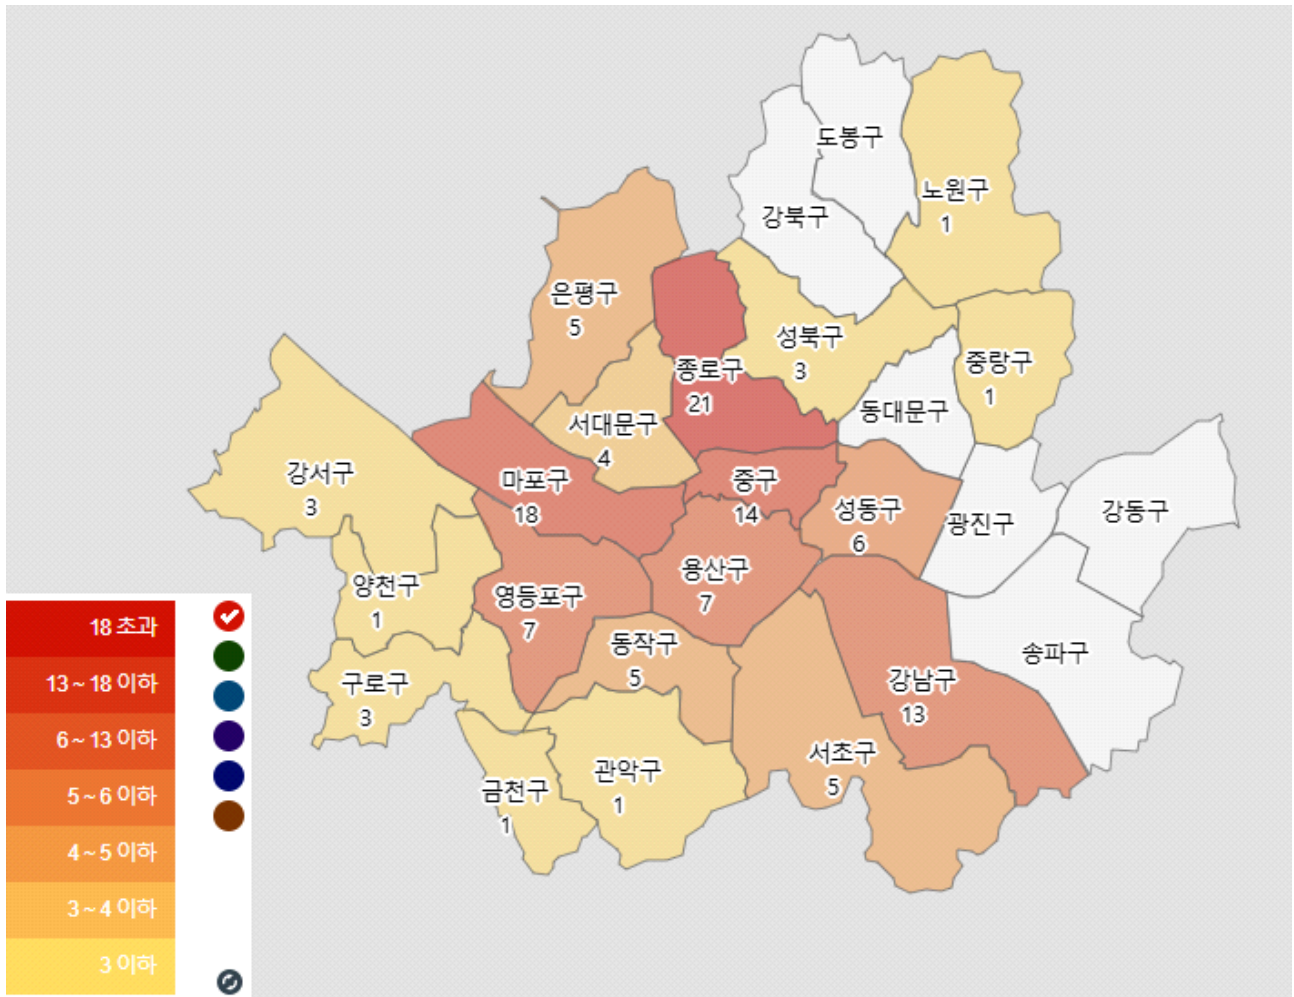 도봉구
노원구
1
강북구
은평구
5
성북구
3
중랑구
1
종로구
21
동대문구
서대문구
4
강서구
3
마포구
18
중구
14
성동구
6
광진구
강동구
양천구
1
영등포구
7
용산구
7
동작구
5
송파구
구로구
3
강남구
13
서초구
5
관악구
1
금천구
1
18 초과
13 ~ 18 이하
6 ~ 13 이하
5 ~ 6 이하
4 ~ 5 이하
3 ~ 4 이하
3 이하